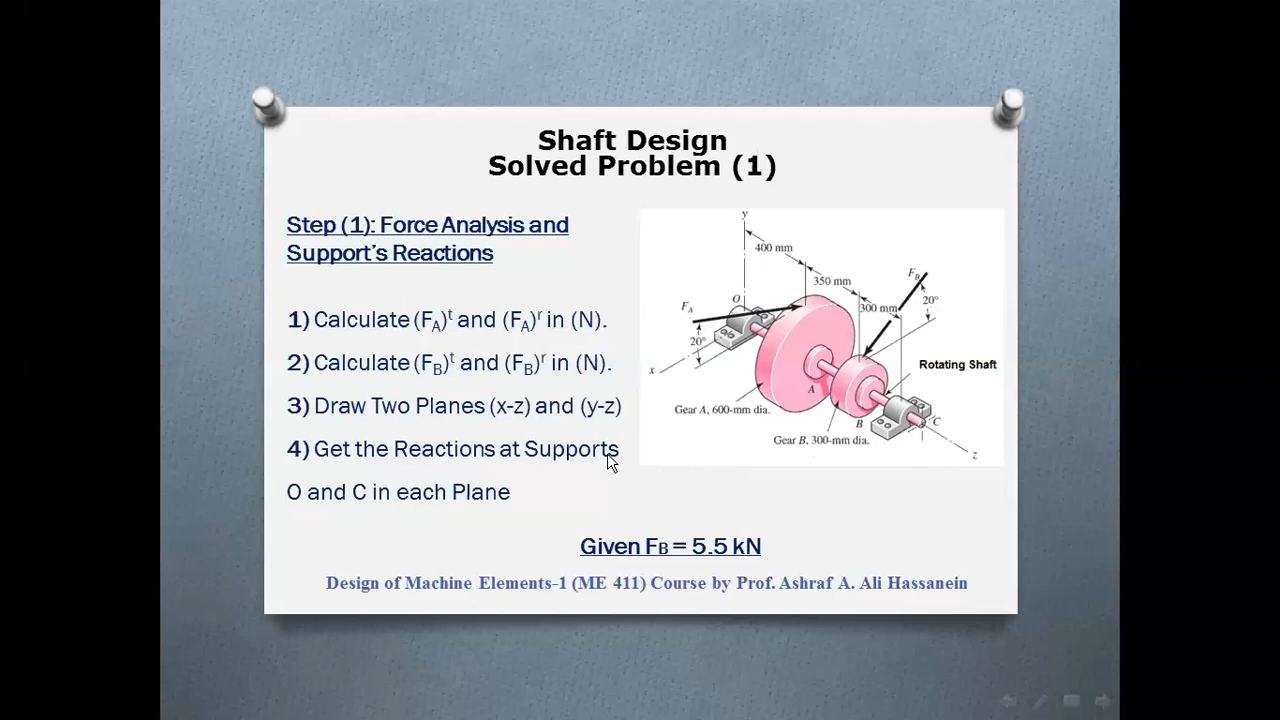 Shaft Design
Solved Problem (1)
Step (1): Force Analysis and
Support's Reactions
1) Calculate (FA)t and (FA)r in (N).
2) Calculate (FB)t and (FB)r in (N).
3) Draw Two Planes (x-z) and (y-z)
4) Get the Reactions at Supports
O and C in each Plane
y
400 mm
350 mm
300 mm
FB
20°
FA
O
20°
x
Rotating Shaft
A
Gear A, 600-mm dia.
B
C
Gear B, 300-mm dia.
z
Given FB = 5.5 kN
Design of Machine Elements-1 (ME 411) Course by Prof. Ashraf A. Ali Hassanein